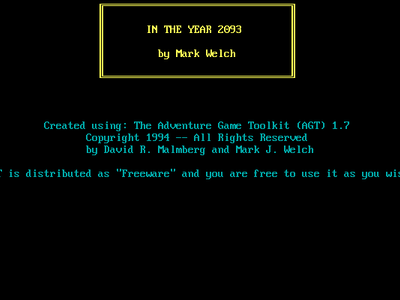 IN THE YEAR 2093
by Mark Welch
Created using: The Adventure Game Toolkit (AGT) 1.7
Copyright 1994 -- All Rights Reserved
by David R. Malmberg and Mark J. Welch
is distributed as "Freeware" and you are free to use it as you